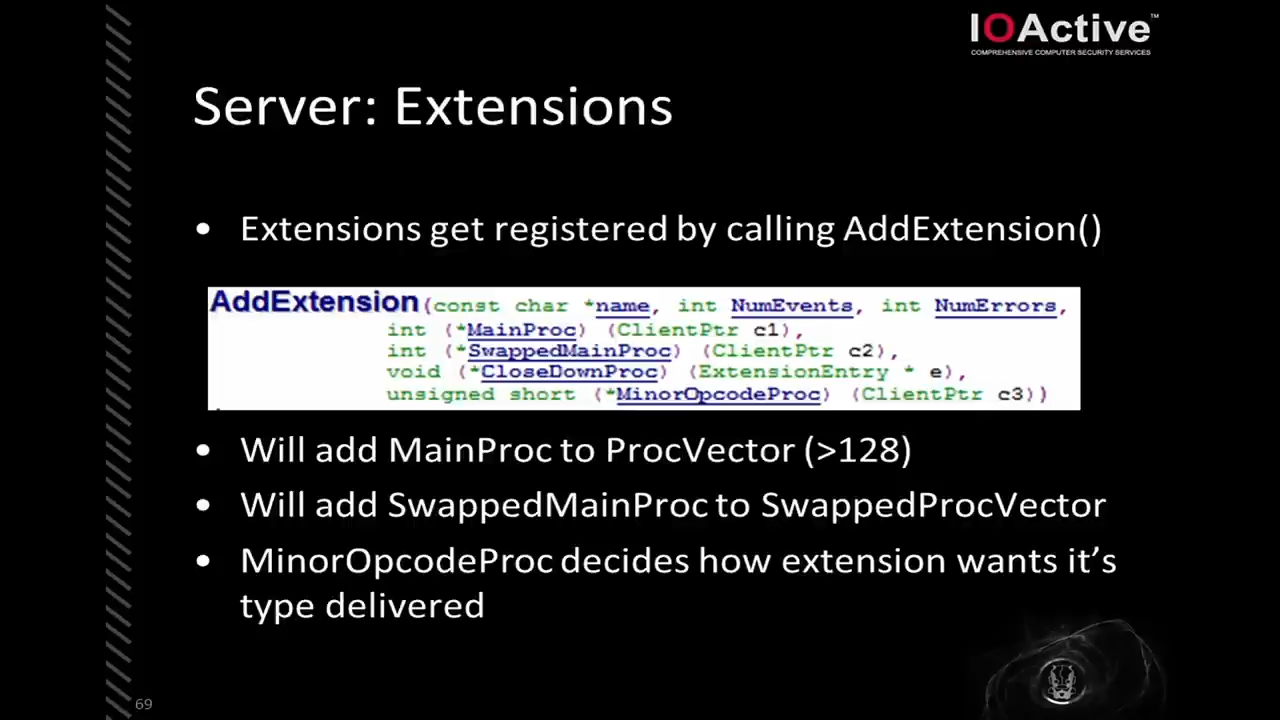 IOActive™
COMPREHENSIVE COMPUTER SECURITY SERVICES
Server: Extensions
• Extensions get registered by calling AddExtension()
AddExtension(const char *name, int NumEvents, int NumErrors,
int (*MainProc) (ClientPtr c1),
int (*SwappedMainProc) (ClientPtr c2),
void (*CloseDownProc) (ExtensionEntry * e),
unsigned short (*MinorOpcodeProc) (ClientPtr c3))
• Will add MainProc to ProcVector (>128)
• Will add SwappedMainProc to SwappedProcVector
• MinorOpcodeProc decides how extension wants it’s
type delivered
69